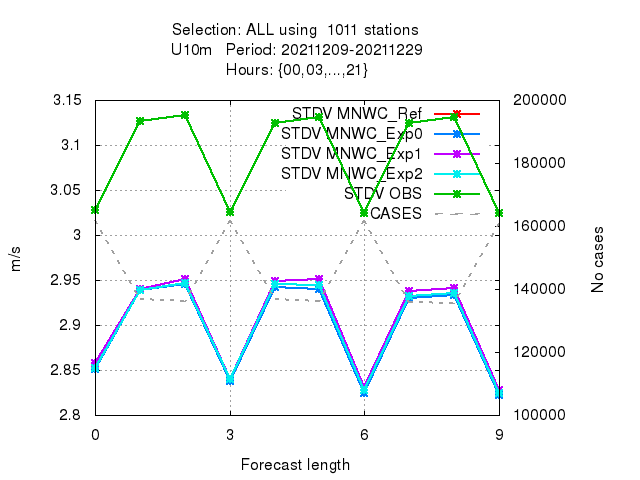 Selection: ALL using  1011 stations
U10m   Period: 20211209-20211229
Hours: {00,03,...,21}
3.15
3.1
3.05
3
2.95
2.9
2.85
2.8
m/s
STDV MNWC_Ref
STDV MNWC_Exp0
STDV MNWC_Exp1
STDV MNWC_Exp2
STDV OBS
CASES
200000
180000
160000
140000
120000
100000
No cases
0 3 6 9
Forecast length